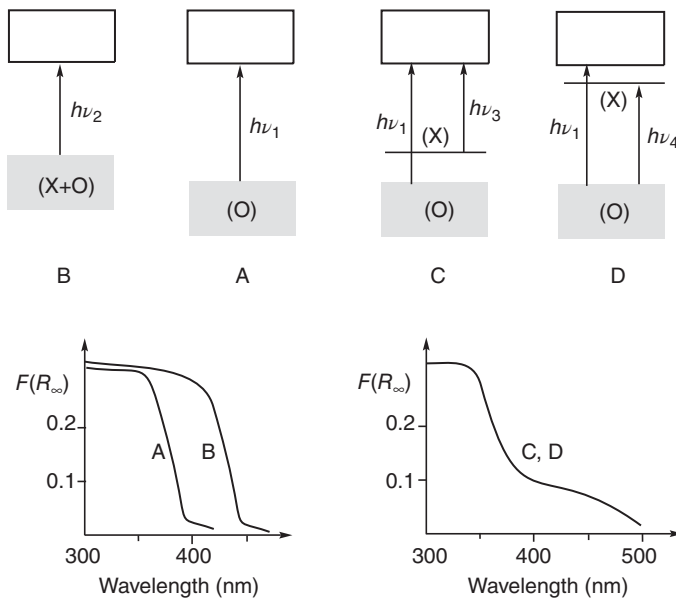 hν2
hν1
hν1
hν3
(X)
(X)
hν1
hν4
(X+O)
(O)
(O)
(O)
B
A
C
D
F(R∞)
0.2
0.1
A
B
300
400
Wavelength (nm)
F(R∞)
0.2
0.1
C, D
300
400
500
Wavelength (nm)